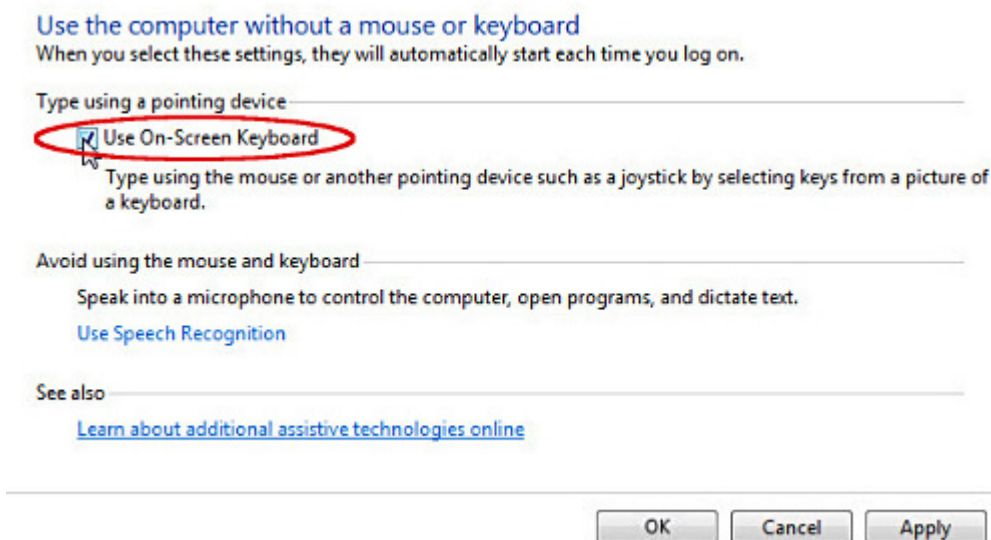 Use the computer without a mouse or keyboard
When you select these settings, they will automatically start each time you log on.
Type using a pointing device
Use On-Screen Keyboard
Type using the mouse or another pointing device such as a joystick by selecting keys from a picture of
a keyboard.
Avoid using the mouse and keyboard
Speak into a microphone to control the computer, open programs, and dictate text.
Use Speech Recognition
See also
Learn about additional assistive technologies online
OK Cancel Apply